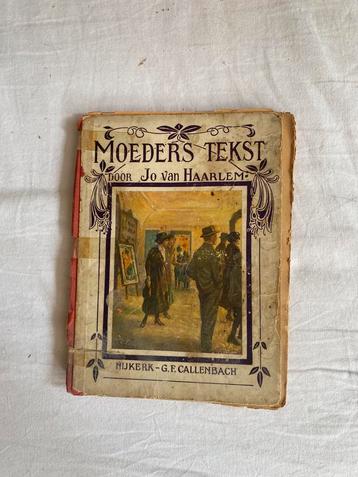 MOEDERS TEKST
DOOR JO VAN HAARLEM
NIJKERK - G.F. CALLENBACH